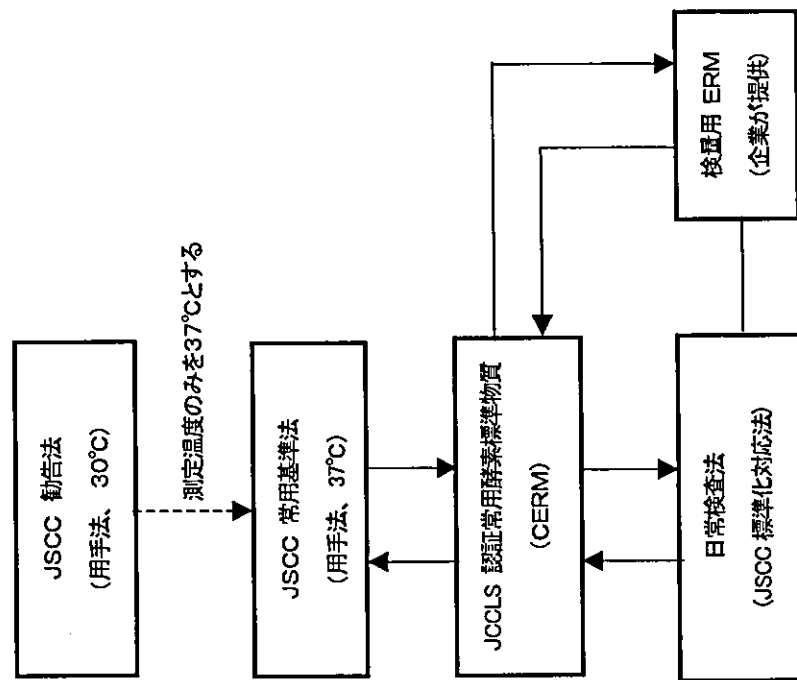 JSCC 勧告法
(用手法、30℃)
測定温度のみを37℃とする
JSCC 常用基準法
(用手法、37℃)
JCCLS 認証常用酵素標準物質
(CERM)
検量用 ERM
(企業が提供)
日常検査法
(JSCC 標準化対応法)